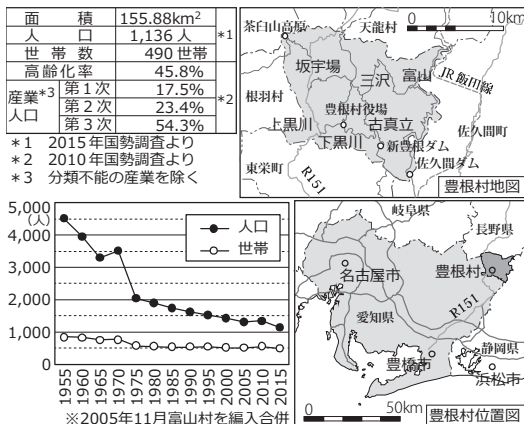 面 積 155.88km²
人 口 1,136 人 *1
世 帯 数 490 世帯
高齢化率 45.8%
産業*3 人口 第1次 17.5% *2
第2次 23.4%
第3次 54.3%
*1 2015年国勢調査より
*2 2010年国勢調査より
*3 分類不能の産業を除く
0 10km
茶臼山高原
天龍村
坂宇場
三沢
富山
JR飯田線
根羽村
豊根村役場
上黒川
古真立
佐久間町
下黒川
新豊根ダム
佐久間ダム
東栄町
R151
豊根村地図
5,000
(人)
4,000
3,000
2,000
1,000
0
人口
世帯
1955
1960
1965
1970
1975
1980
1985
1990
1995
2000
2005
2010
2015
※2005年11月富山村を編入合併
岐阜県
長野県
名古屋市
豊根村
R151
愛知県
静岡県
豊橋市
浜松市
0 50km
豊根村位置図